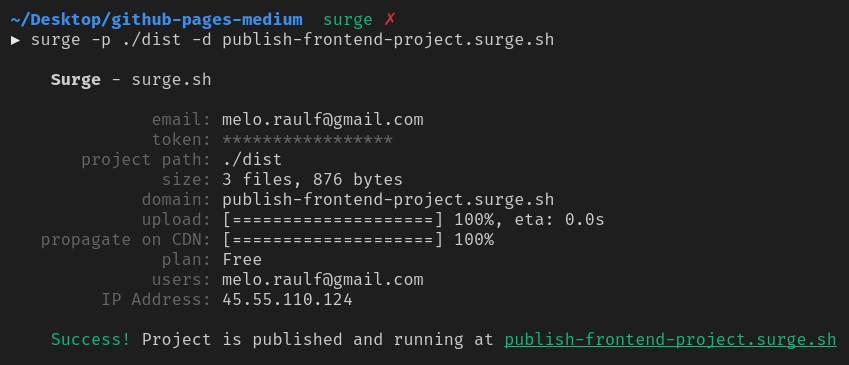 ~/Desktop/github-pages-medium surge ✗
▶ surge -p ./dist -d publish-frontend-project.surge.sh
Surge - surge.sh
email: melo.raulf@gmail.com
token: *****************
project path: ./dist
size: 3 files, 876 bytes
domain: publish-frontend-project.surge.sh
upload: [====================] 100%, eta: 0.0s
propagate on CDN: [====================] 100%
plan: Free
users: melo.raulf@gmail.com
IP Address: 45.55.110.124
Success! Project is published and running at publish-frontend-project.surge.sh